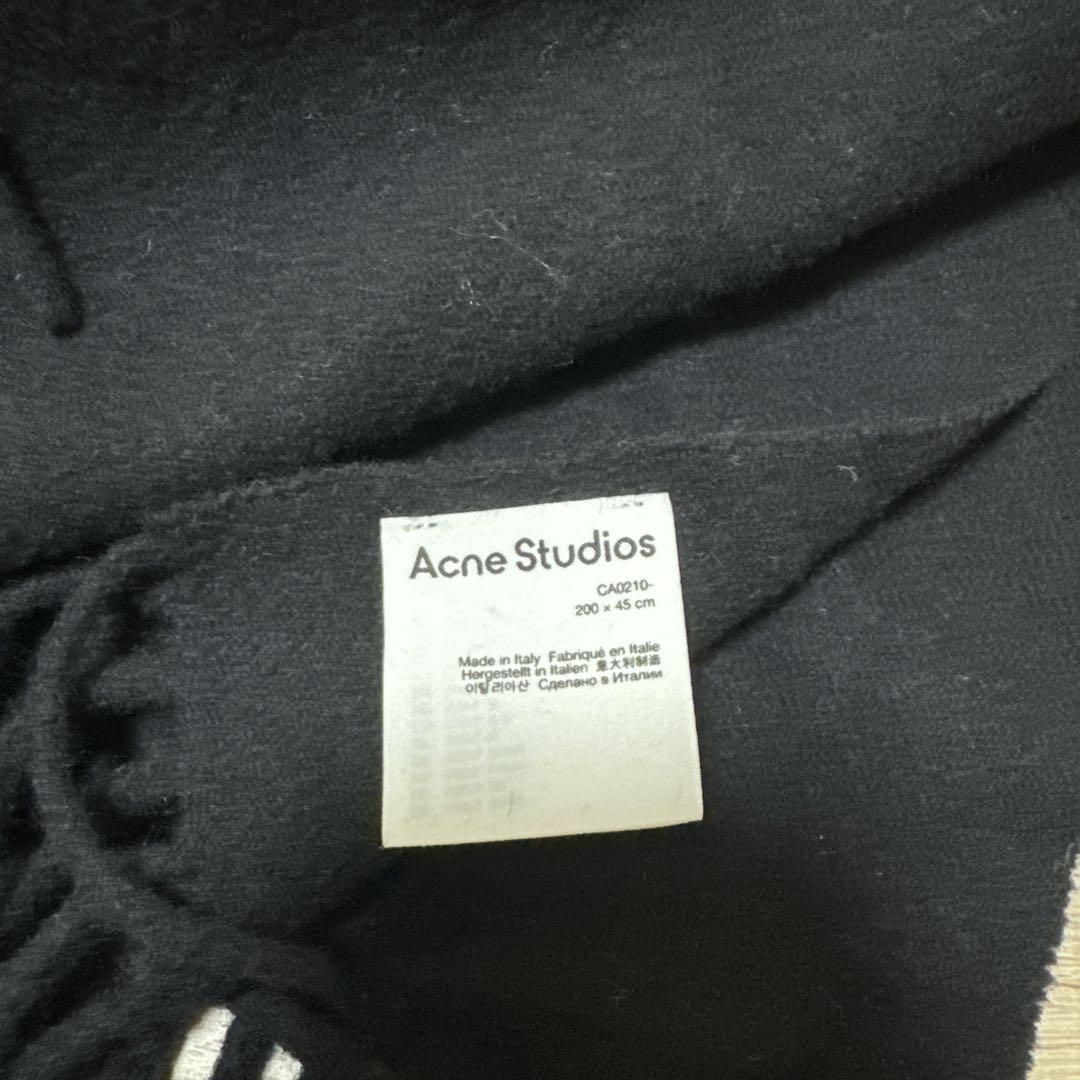 Acne Studios
CA0210-
200 x 45 cm
Made in Italy Fabriqué en Italie
Hergestellt in Italien 意大利制造
이탈리아산 Сделано в Италии